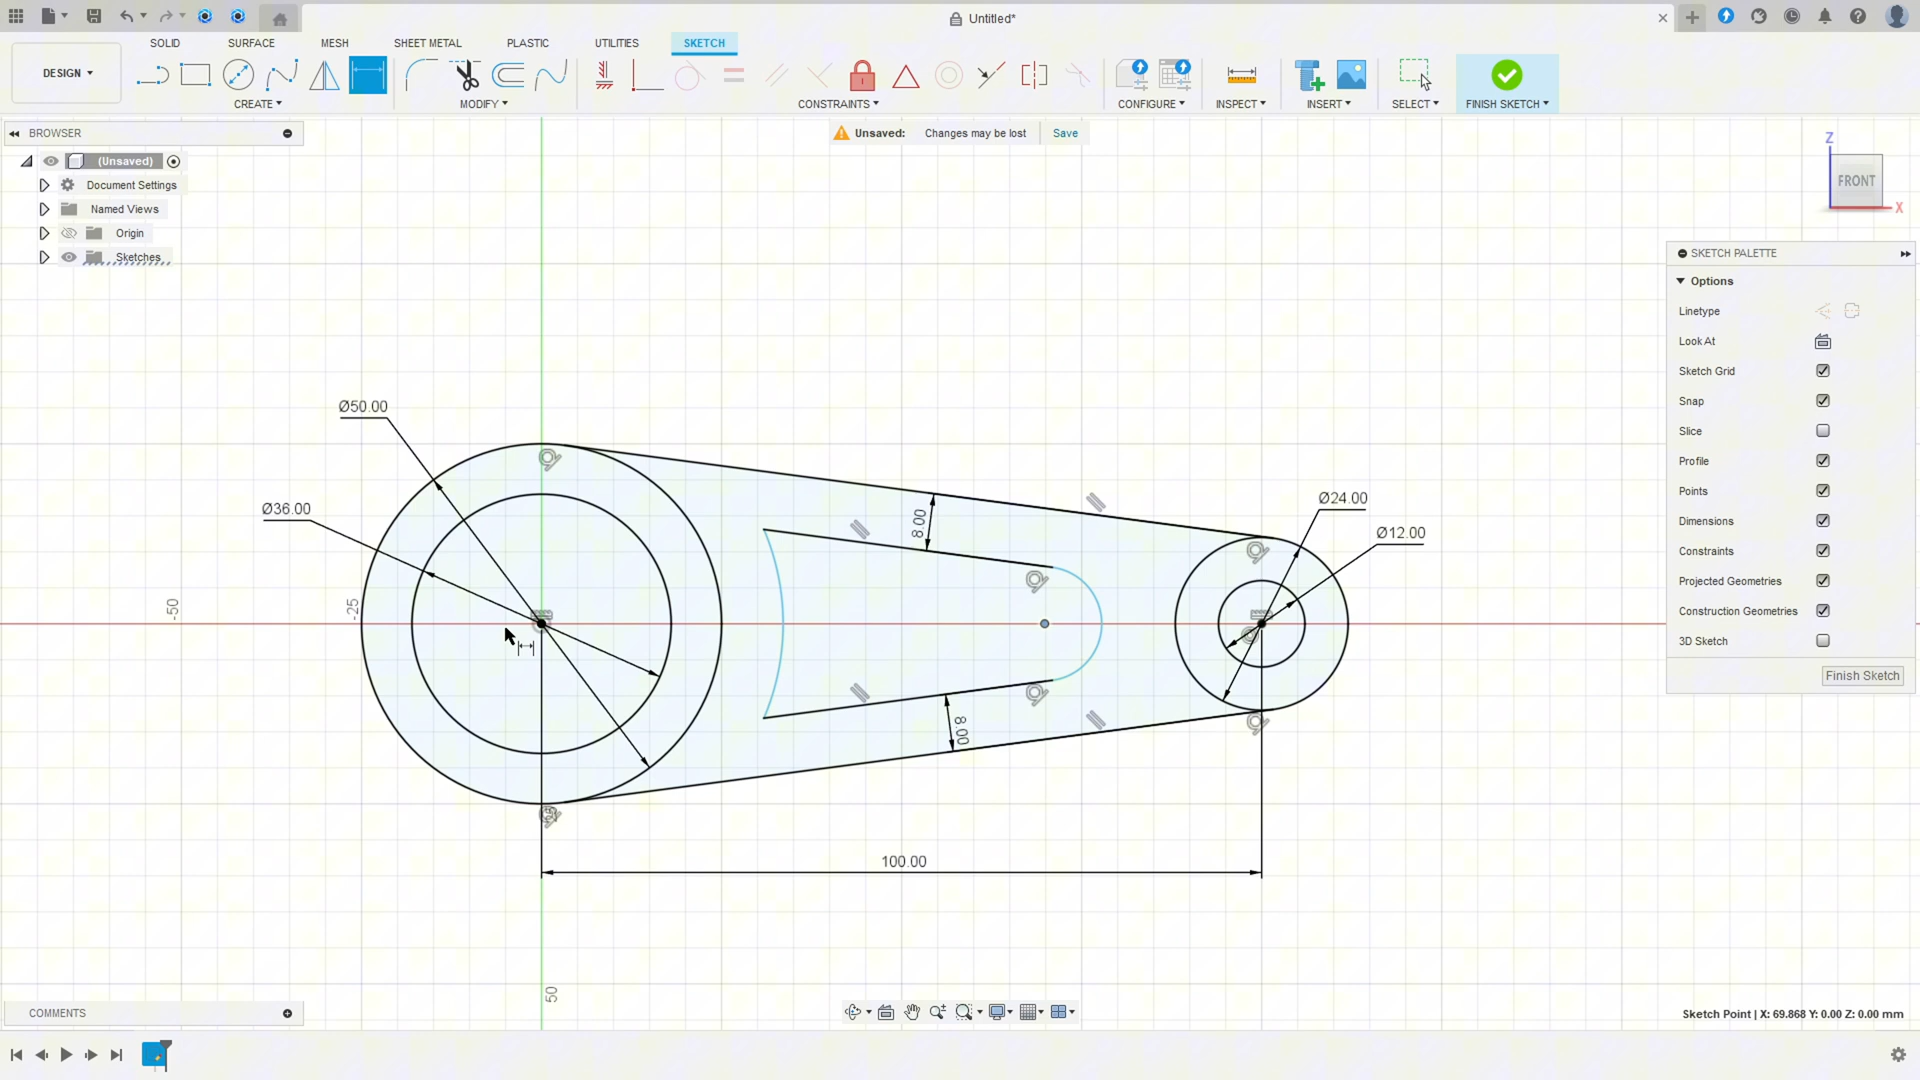 Untitled*
SOLID SURFACE MESH SHEET METAL PLASTIC UTILITIES SKETCH
DESIGN
CREATE MODIFY CONSTRAINTS CONFIGURE INSPECT INSERT SELECT FINISH SKETCH
BROWSER
Unsaved: Changes may be lost Save
(Unsaved)
Document Settings
Named Views
Origin
Sketches
Z
FRONT
X
SKETCH PALETTE
Options
Linetype
Look At
Sketch Grid
Snap
Slice
Profile
Points
Dimensions
Constraints
Projected Geometries
Construction Geometries
3D Sketch
Finish Sketch
Ø50.00
Ø36.00
8.00
Ø24.00
Ø12.00
-50
-25
8.00
100.00
50
COMMENTS
Sketch Point | X: 69.868 Y: 0.00 Z: 0.00 mm